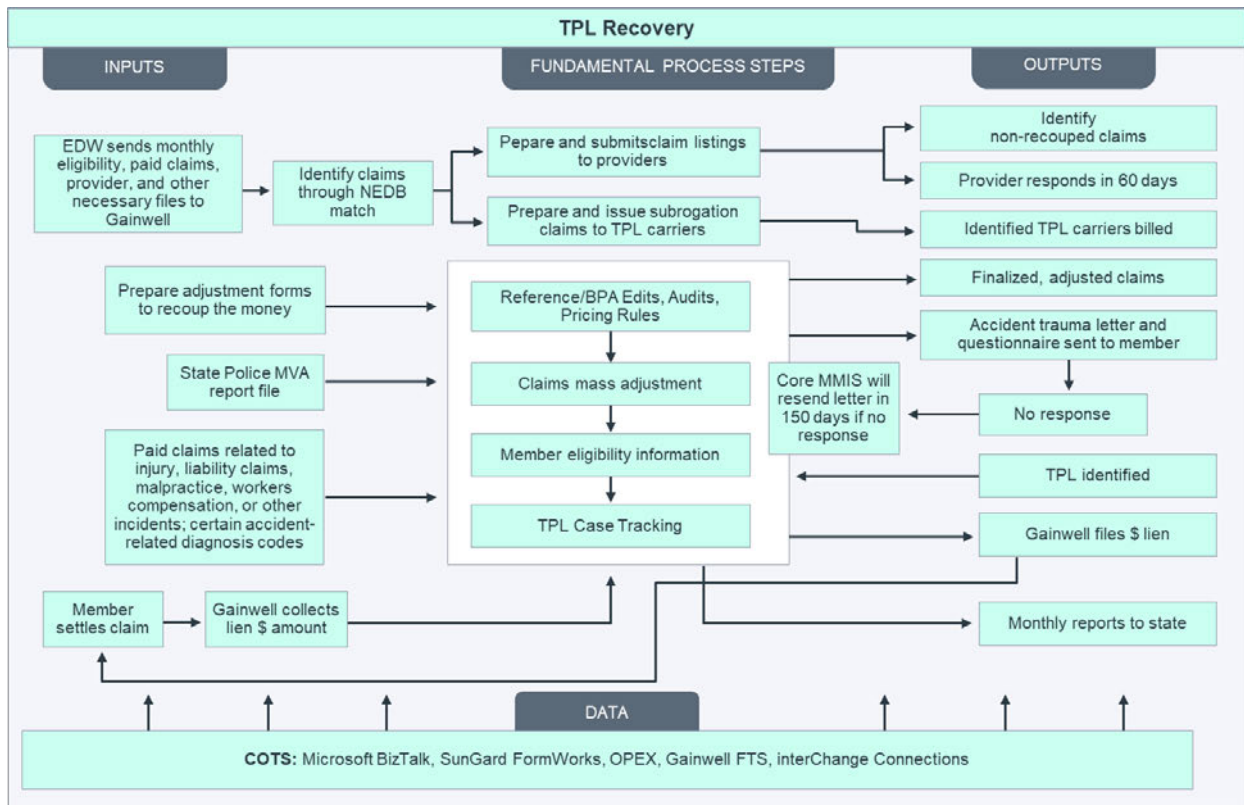 TPL Recovery
INPUTS
FUNDAMENTAL PROCESS STEPS
OUTPUTS
EDW sends monthly
eligibility, paid claims,
provider, and other
necessary files to
Gainwell
Identify claims
through NEDB
match
Pepare and submitsclaim listings
to providers
Prepare and issue subrogation
claims to TPL carriers
Identify
non-recouped claims
Provider responds in 60 days
Identified TPL carriers billed
Prepare adjustment forms
to recoup the money
State Police MVA
report file
Paid claims related to
injury, liability claims,
malpractice, workers
compensation, or other
incidents; certain accident-
related diagnosis codes
Reference/BPA Edits, Audits,
Pricing Rules
Claims mass adjustment
Member eligibility information
TPL Case Tracking
Finalized, adjusted claims
Accident trauma letter and
questionnaire sent to member
Core MMIS will
resend letter in
150 days if no
response
No response
TPL identified
Gainwell files $ lien
Member
settles claim
Gainwell collects
lien $ amount
Monthly reports to state
DATA
COTS: Microsoft BizTalk, SunGard FormWorks, OPEX, Gainwell FTS, interChange Connections